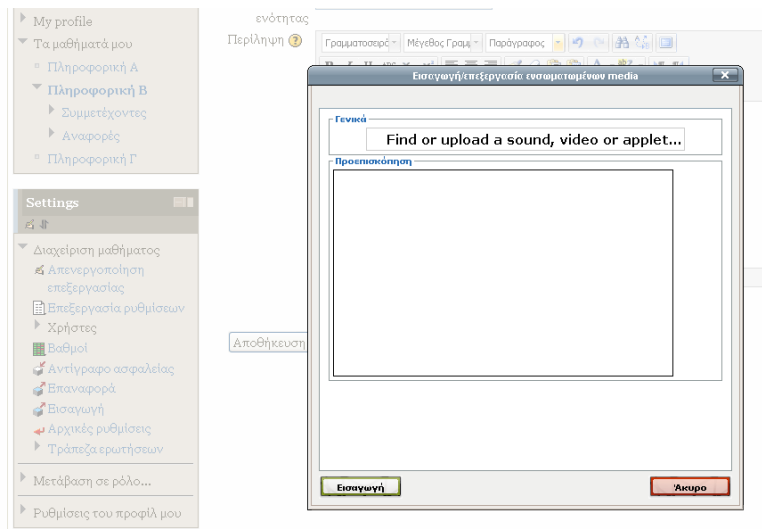 My profile
Τα μαθήματά μου
Πληροφορική Α
Πληροφορική Β
Συμμετέχοντες
Αναφορές
Πληροφορική Γ
Settings
Διαχείριση μαθήματος
Απενεργοποίηση
επεξεργασίας
Επεξεργασία ρυθμίσεων
Χρήστες
Βαθμοί
Αντίγραφο ασφαλείας
Επαναφορά
Εισαγωγή
Αρχικές ρυθμίσεις
Τράπεζα ερωτήσεων
Μετάβαση σε ρόλο...
Ρυθμίσεις του προφίλ μου
ενότητας
Περίληψη
Γραμματοσειρά Μέγεθος Γραμμ Παράγραφος
Αποθήκευση
Εισαγωγή/επεξεργασία ενσωματωμένων media
Γενικά
Find or upload a sound, video or applet...
Προεπισκόπηση
Εισαγωγή Άκυρο